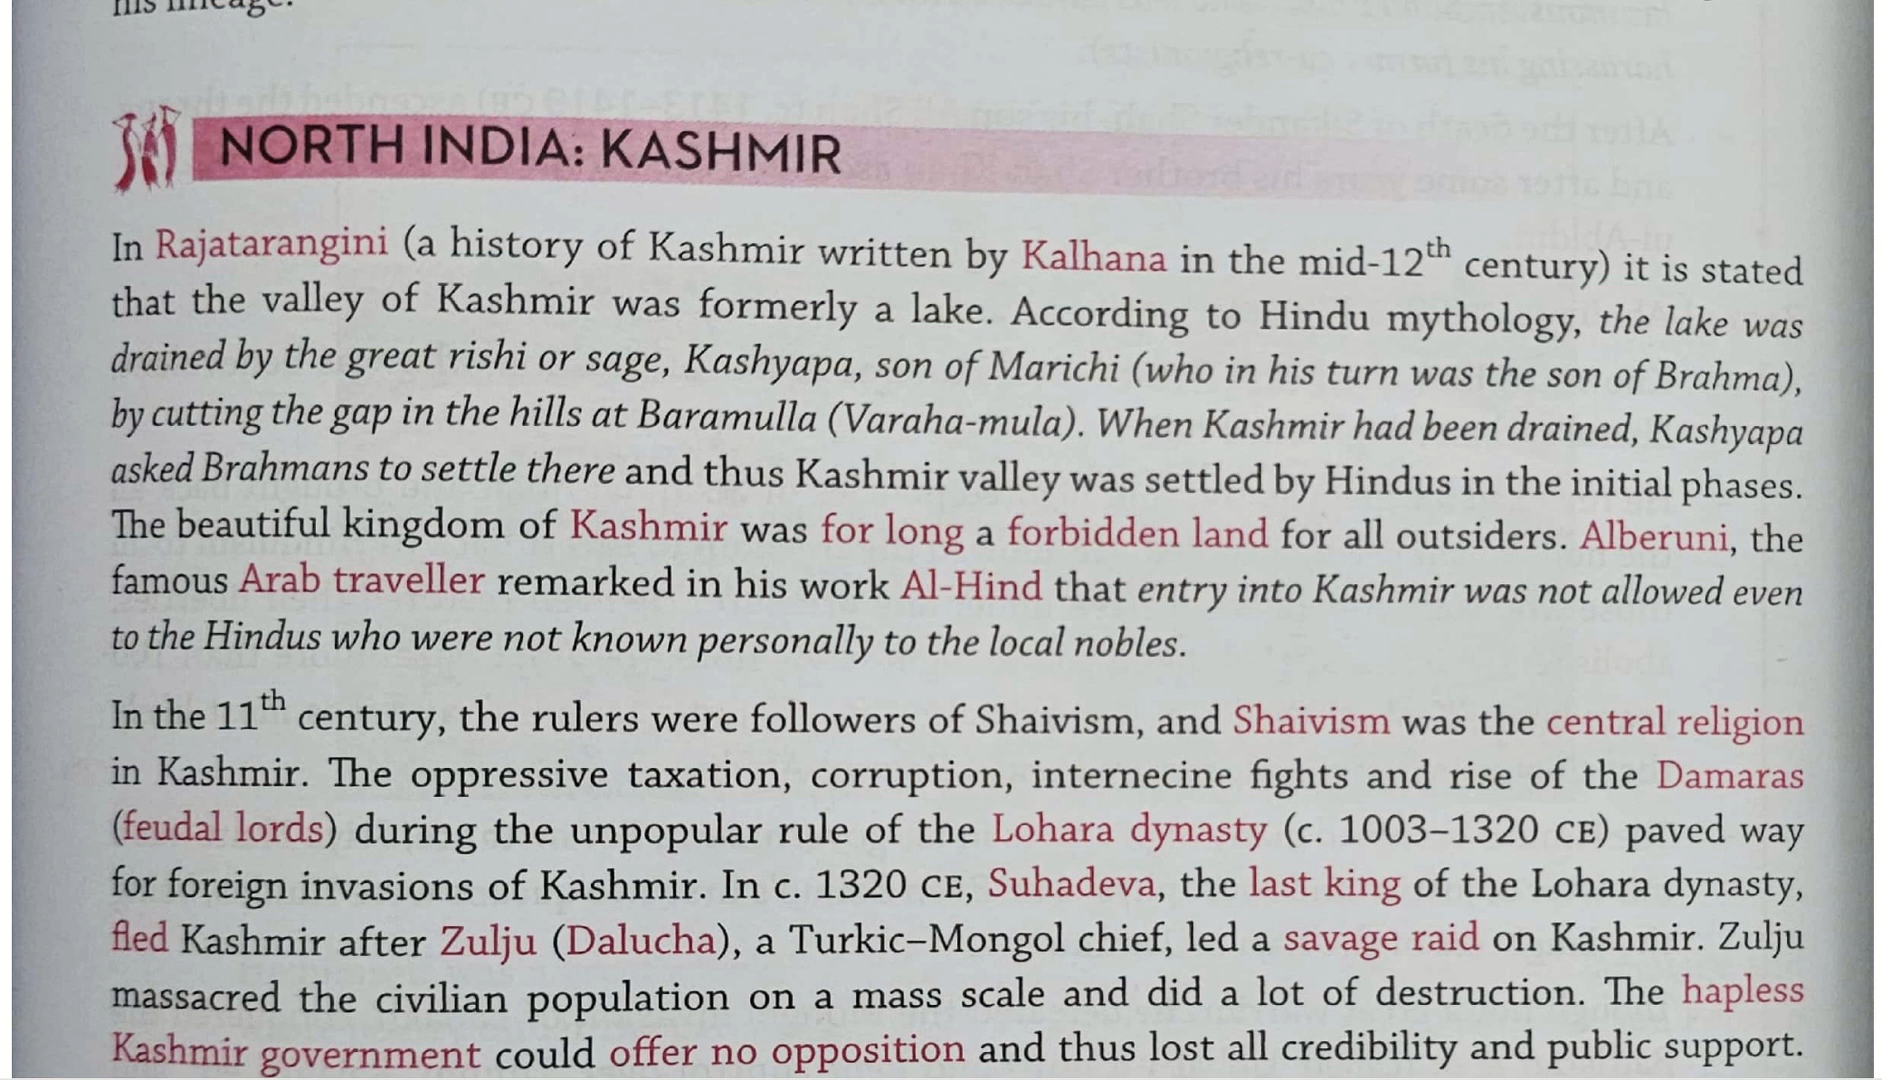 his lineage.
NORTH INDIA: KASHMIR
In Rajatarangini (a history of Kashmir written by Kalhana in the mid-12th century) it is stated
that the valley of Kashmir was formerly a lake. According to Hindu mythology, the lake was
drained by the great rishi or sage, Kashyapa, son of Marichi (who in his turn was the son of Brahma),
by cutting the gap in the hills at Baramulla (Varaha-mula). When Kashmir had been drained, Kashyapa
asked Brahmans to settle there and thus Kashmir valley was settled by Hindus in the initial phases.
The beautiful kingdom of Kashmir was for long a forbidden land for all outsiders. Alberuni, the
famous Arab traveller remarked in his work Al-Hind that entry into Kashmir was not allowed even
to the Hindus who were not known personally to the local nobles.
In the 11th century, the rulers were followers of Shaivism, and Shaivism was the central religion
in Kashmir. The oppressive taxation, corruption, internecine fights and rise of the Damaras
(feudal lords) during the unpopular rule of the Lohara dynasty (c. 1003–1320 CE) paved way
for foreign invasions of Kashmir. In c. 1320 CE, Suhadeva, the last king of the Lohara dynasty,
fled Kashmir after Zulju (Dalucha), a Turkic–Mongol chief, led a savage raid on Kashmir. Zulju
massacred the civilian population on a mass scale and did a lot of destruction. The hapless
Kashmir government could offer no opposition and thus lost all credibility and public support.